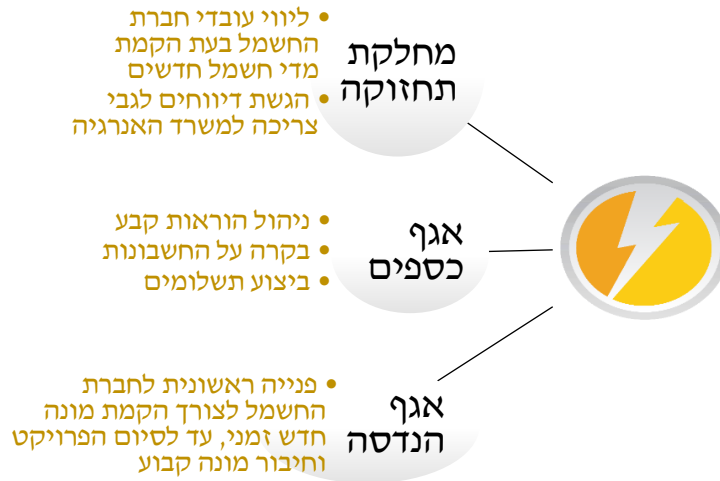 מחלקת
תחזוקה
• ליווי עובדי חברת
החשמל בעת הקמת
מדי חשמל חדשים
• הגשת דיווחים לגבי
צריכה למשרד האנרגיה
אגף
כספים
• ניהול הוראות קבע
• בקרה על החשבונות
• ביצוע תשלומים
אגף
הנדסה
• פנייה ראשונית לחברת
החשמל לצורך הקמת מונה
חדש זמני, עד לסיום הפרויקט
וחיבור מונה קבוע